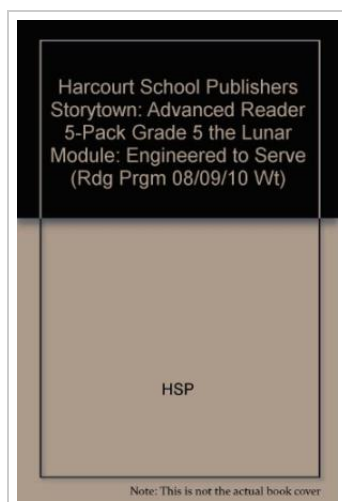 Harcourt School Publishers
Storytown: Advanced Reader
5-Pack Grade 5 the Lunar
Module: Engineered to Serve
(Rdg Prgm 08/09/10 Wt)
HSP
Note: This is not the actual book cover